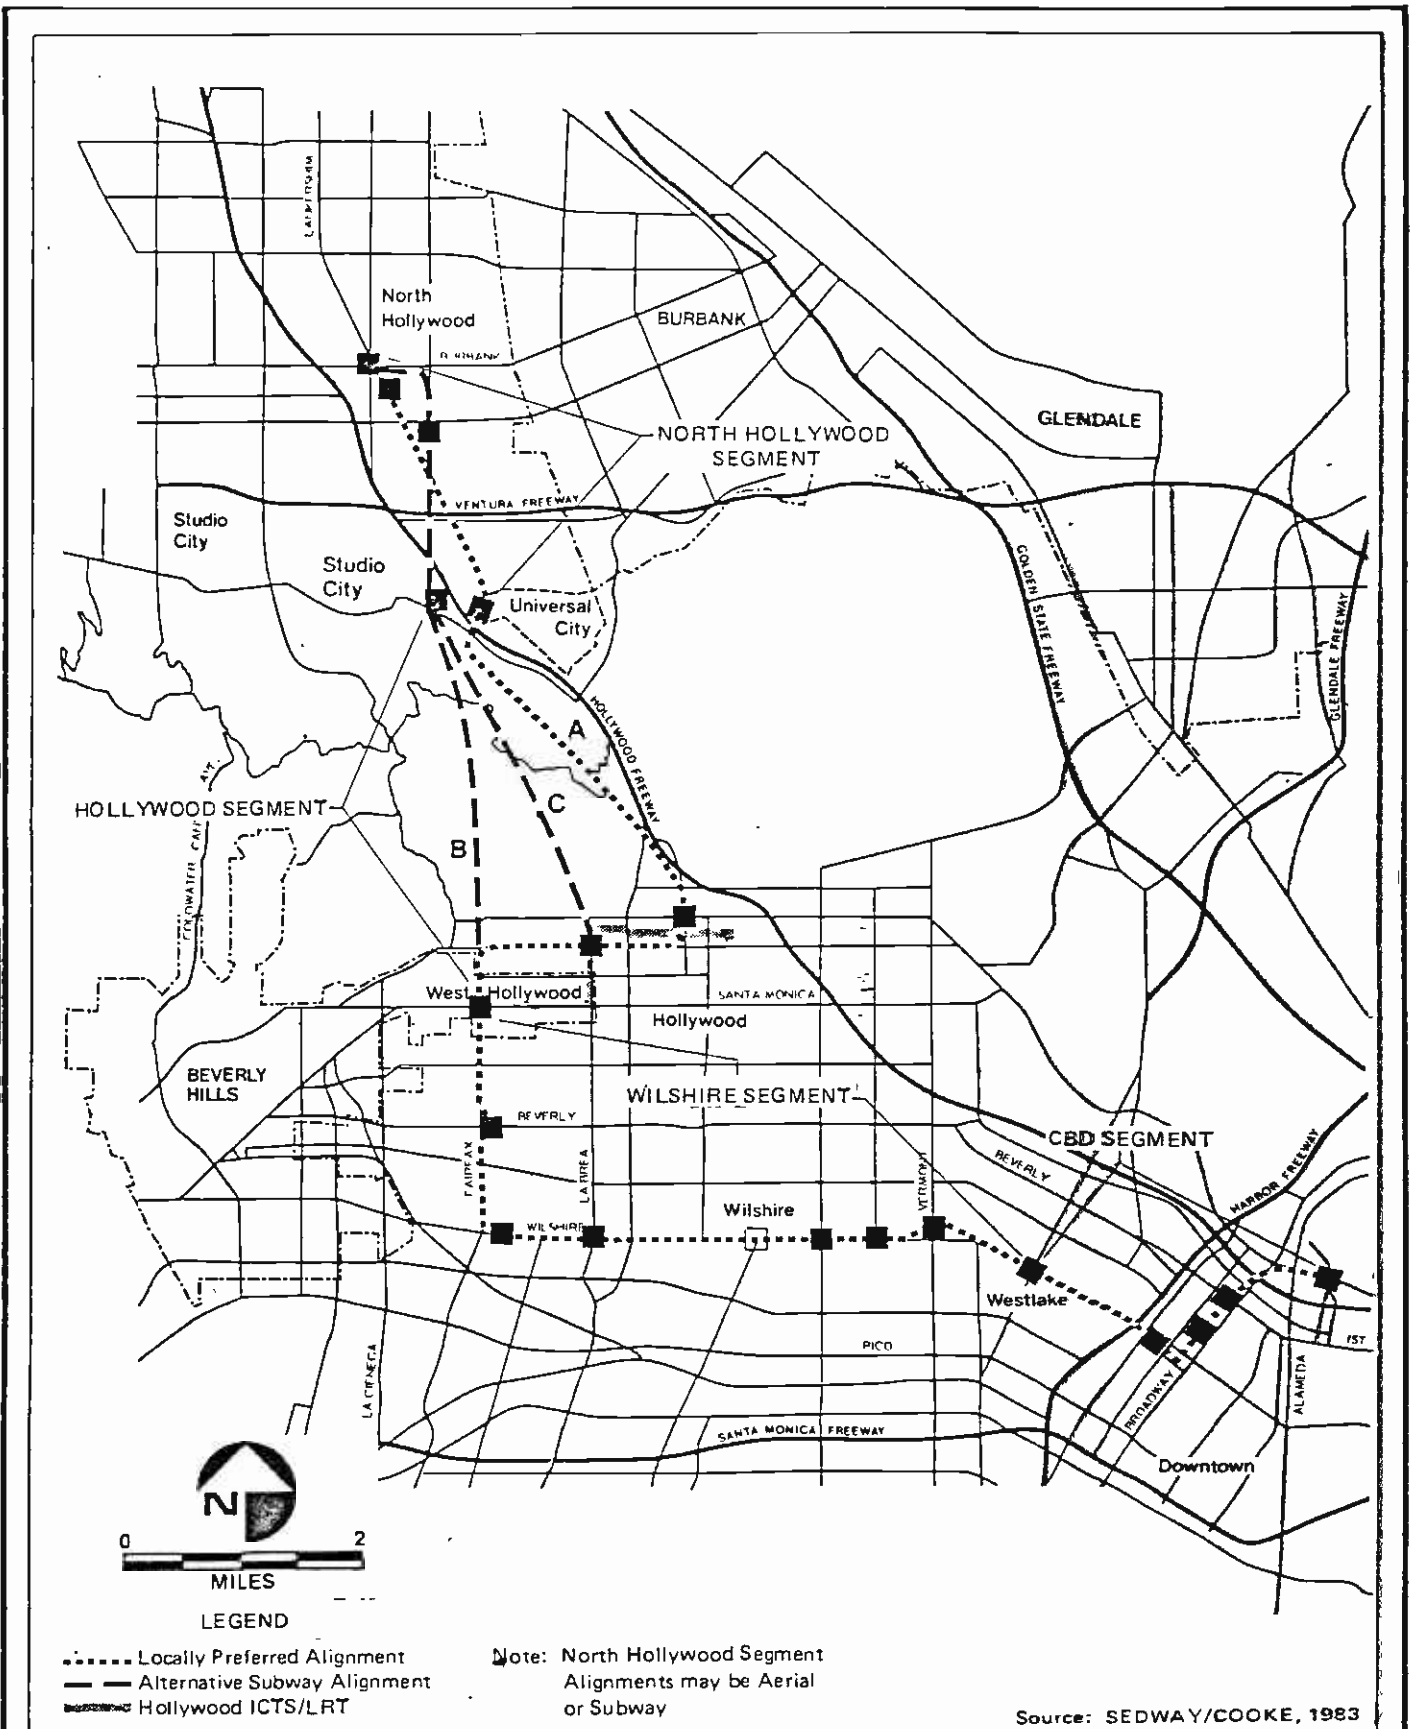 LANKERSHIM
North
Hollywood
BURBANK
BURBANK
GLENDALE
NORTH HOLLYWOOD
SEGMENT
VENTURA FREEWAY
Studio
City
Studio
City
Universal
City
GOLDEN STATE FREEWAY
GLENDALE FREEWAY
HOLLYWOOD FREEWAY
A
C
B
HOLLYWOOD SEGMENT
COLDWATER
West Hollywood
SANTA MONICA
Hollywood
BEVERLY
HILLS
WILSHIRE SEGMENT
BEVERLY
CBD SEGMENT
BEVERLY
FAIRFAX
LA BREA
VERMONT
HARBOR FREEWAY
Wilshire
WILSHIRE
Westlake
PICO
1ST
LA CIENEGA
BROADWAY
ALAMEDA
SANTA MONICA FREEWAY
Downtown
N
0 2
MILES
LEGEND
Locally Preferred Alignment
Alternative Subway Alignment
Hollywood ICTS/LRT
Note: North Hollywood Segment
Alignments may be Aerial
or Subway
Source: SEDWAY/COOKE, 1983